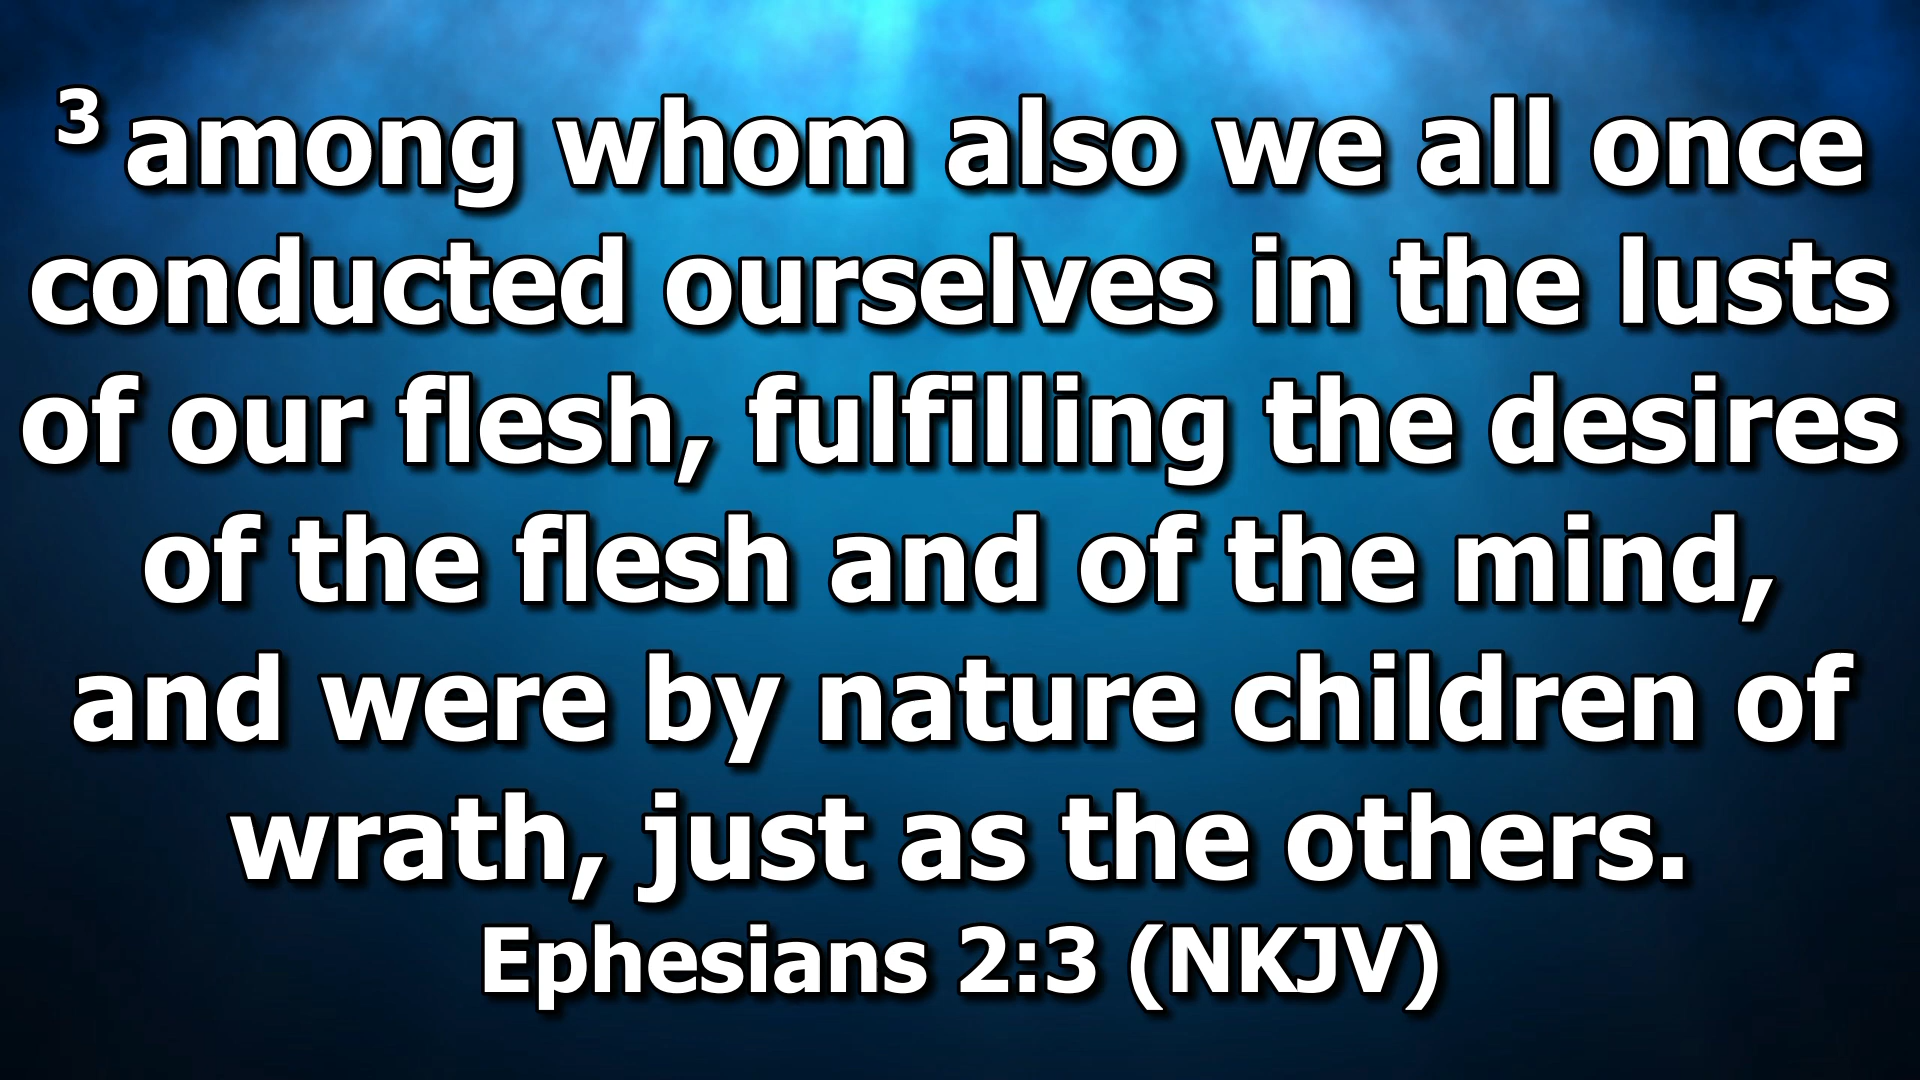 3 among whom also we all once
conducted ourselves in the lusts
of our flesh, fulfilling the desires
of the flesh and of the mind,
and were by nature children of
wrath, just as the others.
Ephesians 2:3 (NKJV)